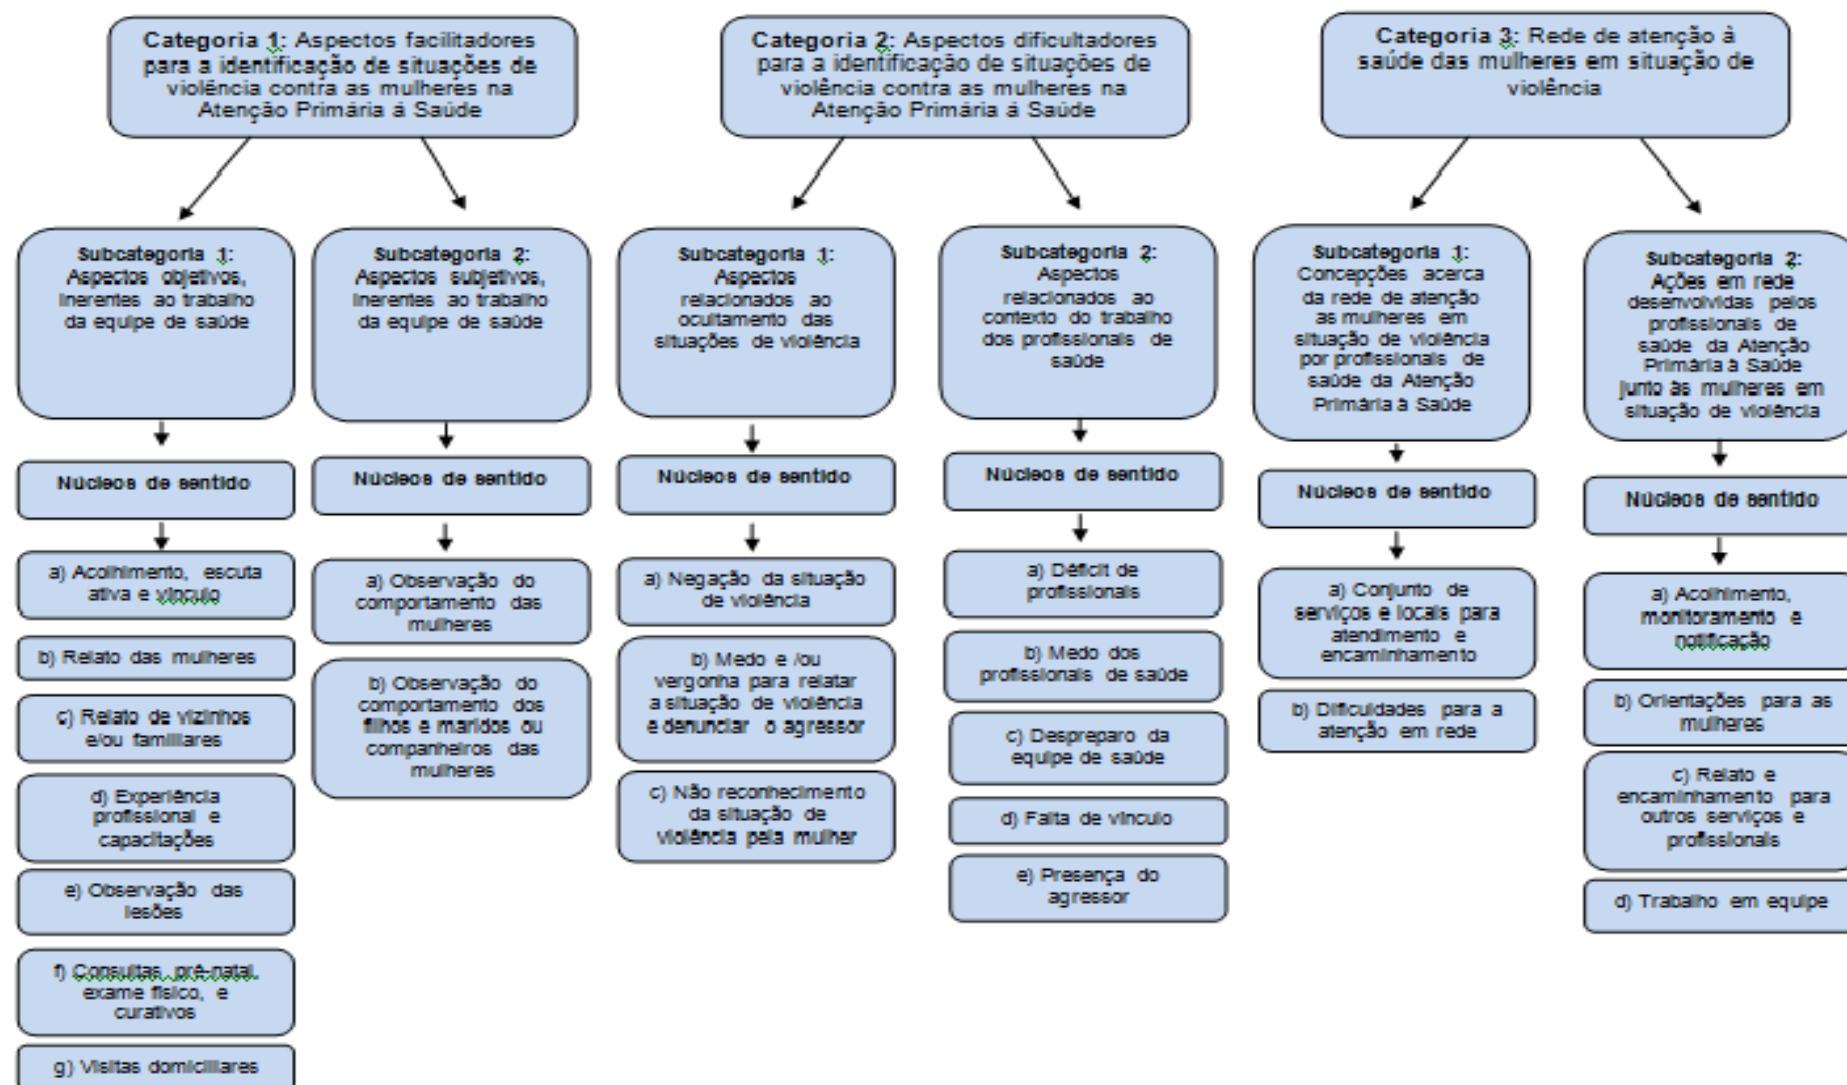 Categoria 1: Aspectos facilitadores
para a identificação de situações de
violência contra as mulheres na
Atenção Primária á Saúde
Categoria 2: Aspectos dificultadores
para a identificação de situações de
violência contra as mulheres na
Atenção Primária á Saúde
Categoria 3: Rede de atenção à
saúde das mulheres em situação de
violência
Subcategoria 1:
Aspectos objetivos,
inerentes ao trabalho
da equipe de saúde
Núcleos de sentido
a) Acolhimento, escuta
ativa e vínculo
b) Relato das mulheres
c) Relato de vizinhos
e/ou familiares
d) Experiência
profissional e
capacitações
e) Observação das
lesões
f) Consultas pré-natal,
exame físico, e
curativos
g) Visitas domiciliares
Subcategoria 2:
Aspectos subjetivos,
inerentes ao trabalho
da equipe de saúde
Núcleos de sentido
a) Observação do
comportamento das
mulheres
b) Observação do
comportamento dos
filhos e maridos ou
companheiros das
mulheres
Subcategoria 1:
Aspectos
relacionados ao
ocultamento das
situações de violência
Núcleos de sentido
a) Negação da situação
de violência
b) Medo e /ou
vergonha para relatar
a situação de violência
e denunciar o agressor
c) Não reconhecimento
da situação de
violência pela mulher
Subcategoria 2:
Aspectos
relacionados ao
contexto do trabalho
dos profissionais de
saúde
Núcleos de sentido
a) Déficit de
profissionais
b) Medo dos
profissionais de saúde
c) Despreparo da
equipe de saúde
d) Falta de vínculo
e) Presença do
agressor
Subcategoria 1:
Concepções acerca
da rede de atenção
as mulheres em
situação de violência
por profissionais de
saúde da Atenção
Primária à Saúde
Núcleos de sentido
a) Conjunto de
serviços e locais para
atendimento e
encaminhamento
b) Dificuldades para a
atenção em rede
Subcategoria 2:
Ações em rede
desenvolvidas pelos
profissionais de
saúde da Atenção
Primária à Saúde
junto às mulheres em
situação de violência
Núcleos de sentido
a) Acolhimento,
monitoramento e
notificação
b) Orientações para as
mulheres
c) Relato e
encaminhamento para
outros serviços e
profissionais
d) Trabalho em equipe